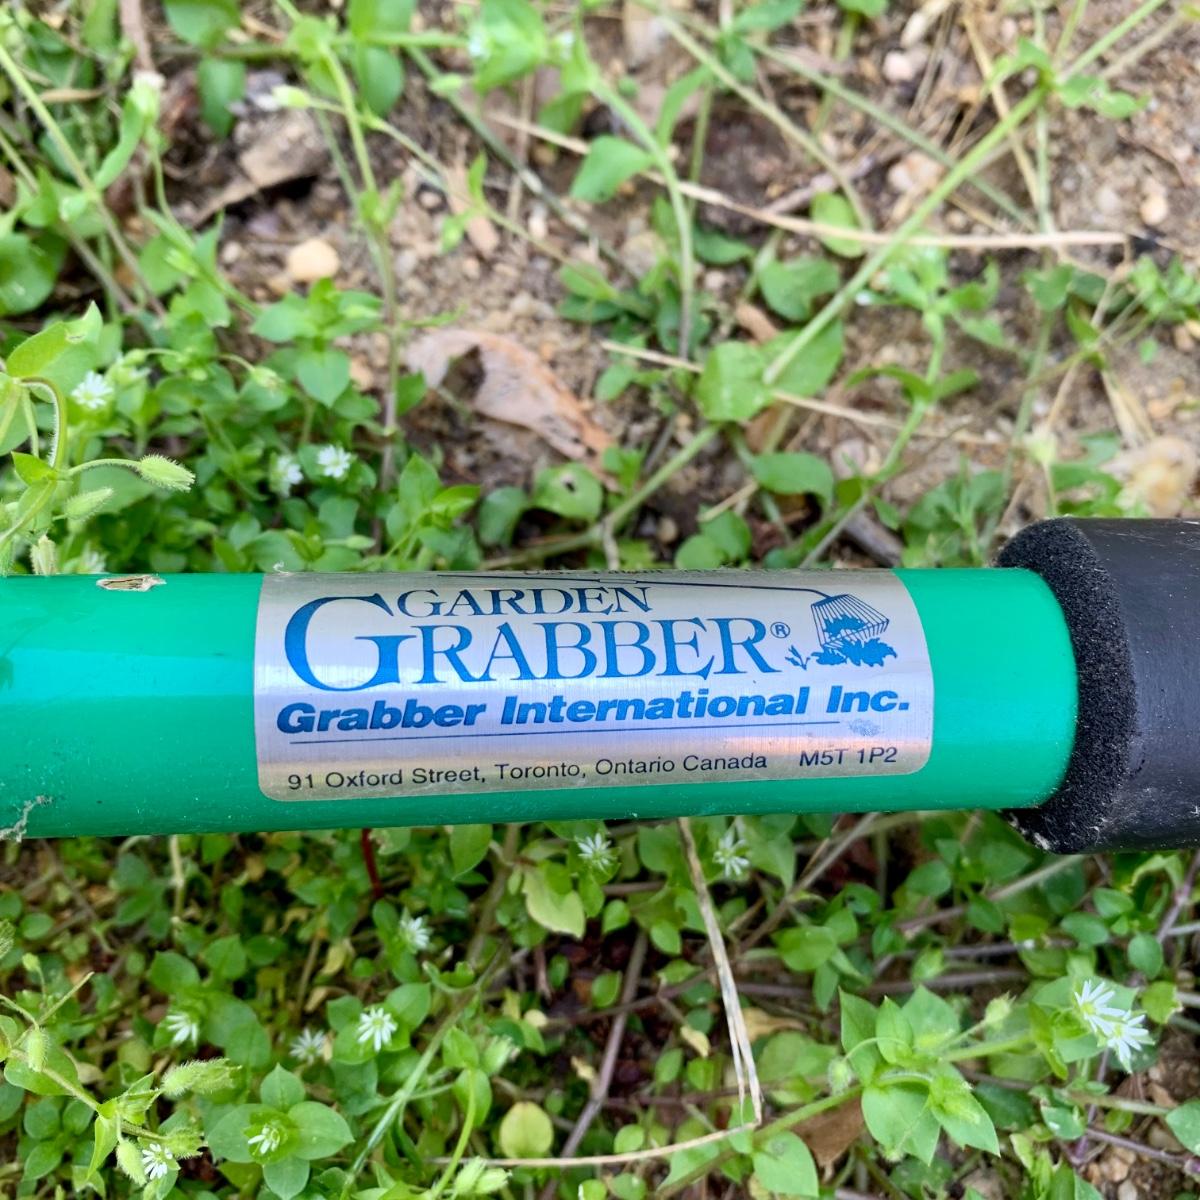 GARDEN
GRABBER®
Grabber International Inc.
91 Oxford Street, Toronto, Ontario Canada M5T 1P2